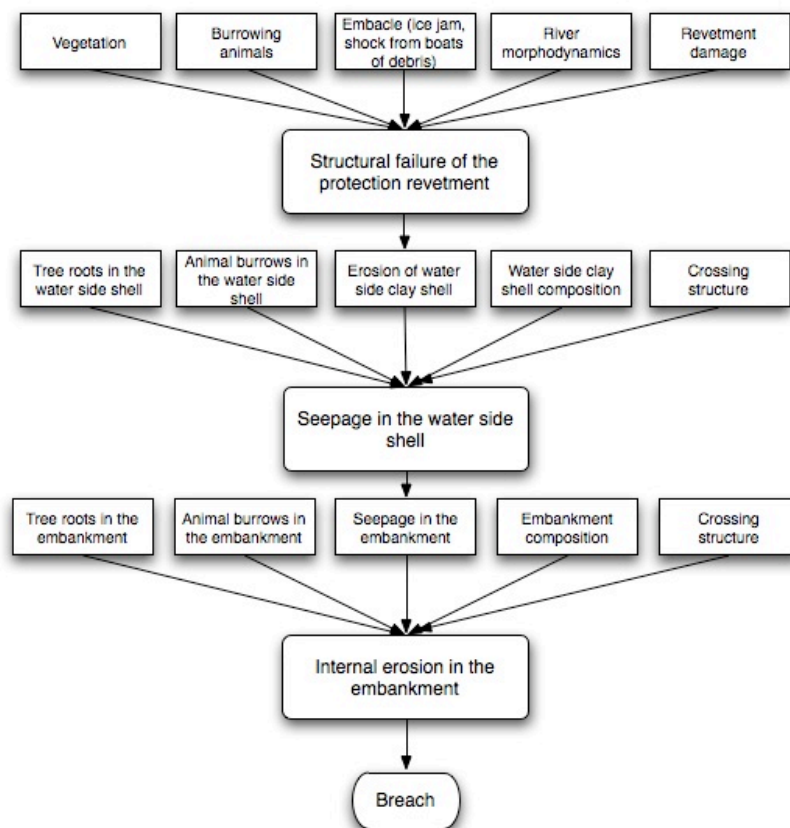 Vegetation
Burrowing
animals
Embacle (ice jam,
shock from boats
of debris)
River
morphodynamics
Revetment
damage
Structural failure of the
protection revetment
Tree roots in the
water side shell
Animal burrows in
the water side
shell
Erosion of water
side clay shell
Water side clay
shell composition
Crossing
structure
Seepage in the water side
shell
Tree roots in the
embankment
Animal burrows in
the embankment
Seepage in the
embankment
Embankment
composition
Crossing
structure
Internal erosion in the
embankment
Breach